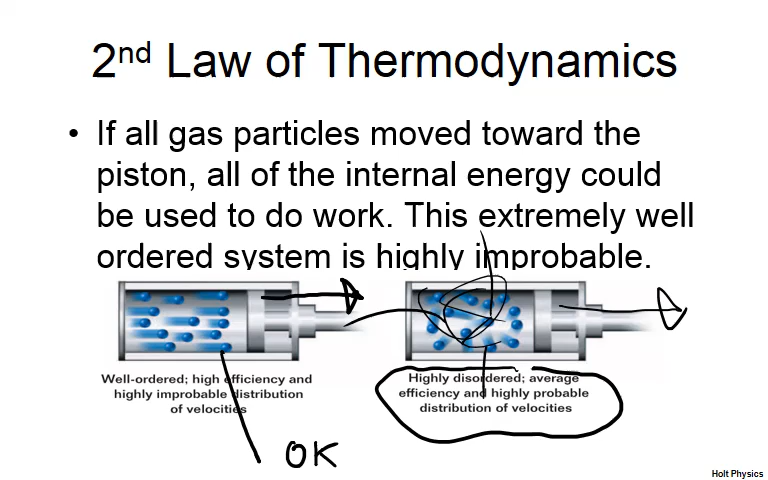 2nd Law of Thermodynamics
• If all gas particles moved toward the
piston, all of the internal energy could
be used to do work. This extremely well
ordered system is highly improbable.
Well-ordered; high efficiency and
highly improbable distribution
of velocities
Highly disordered; average
efficiency and highly probable
distribution of velocities
OK
Holt Physics